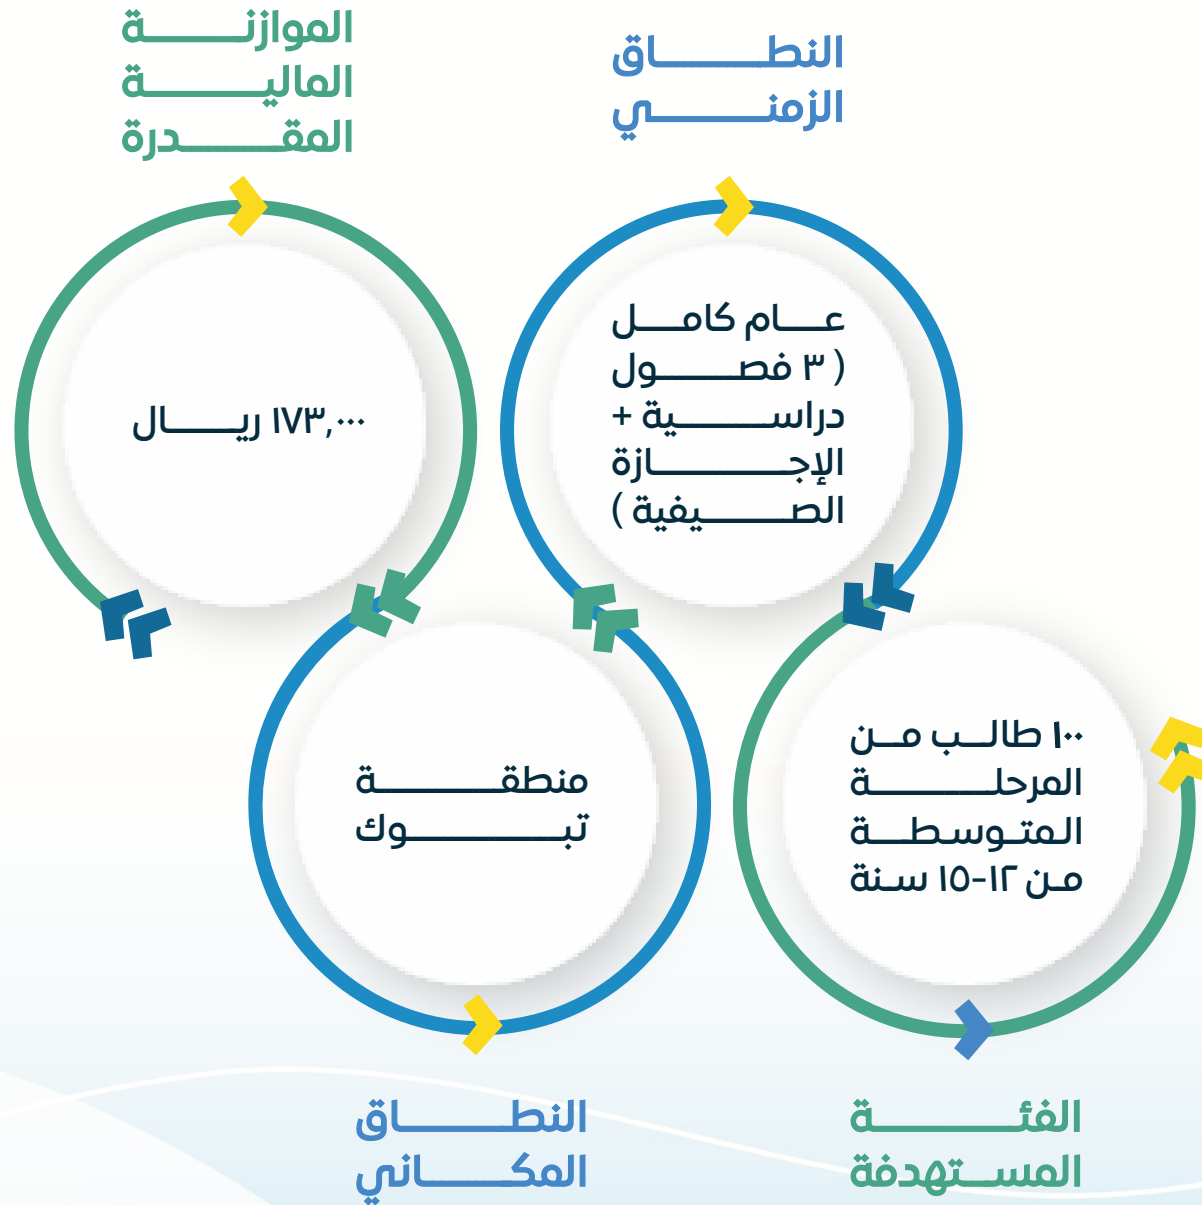 النطاق
الزمني
عام كامل
( ٣ فصول
دراسية +
الإجازة
الصيفية )
الموازنة
المالية
المقدرة
١٧٣,٠٠٠ ريال
١٠٠ طالب من
المرحلة
المتوسطة
من ١٢-١٥ سنة
الفئة
المستهدفة
منطقة
تبوك
النطاق
المكاني